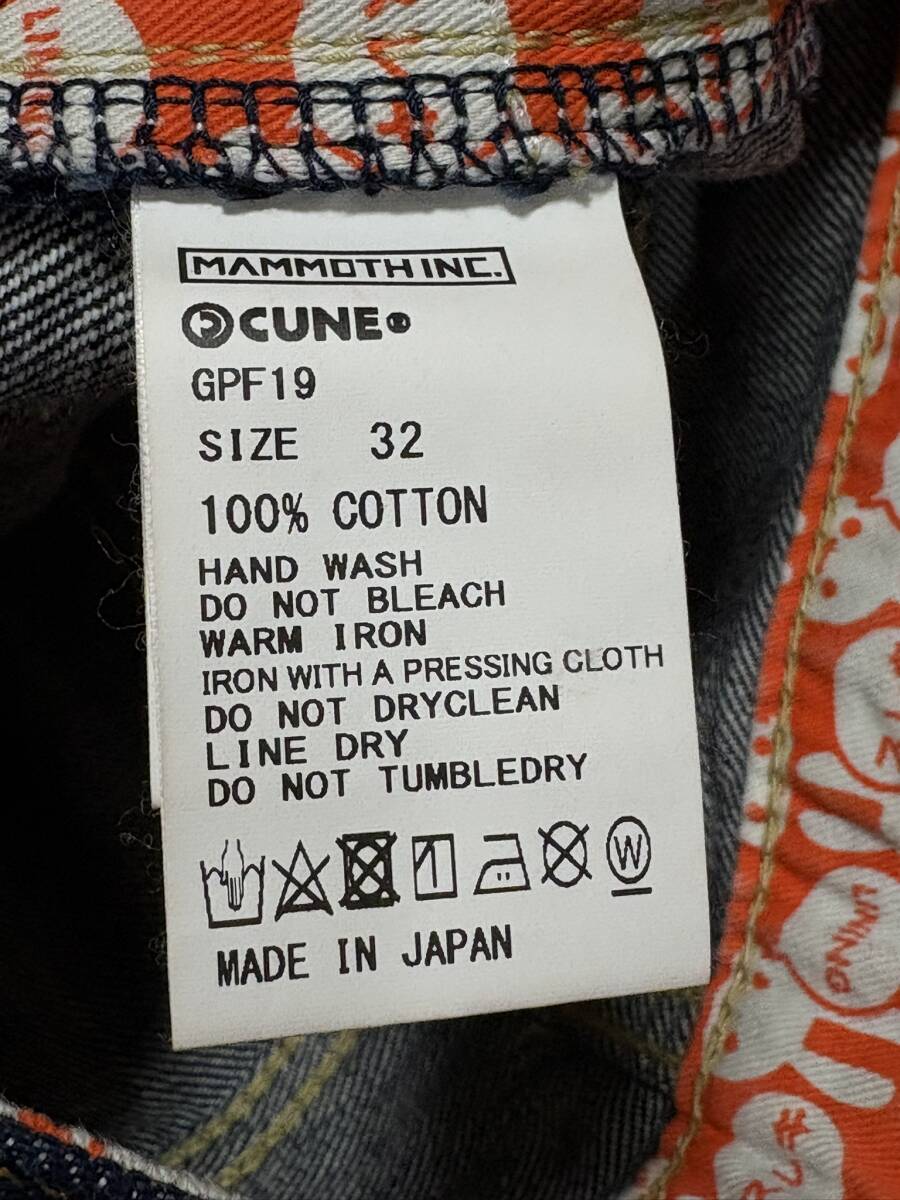 MAMMOTH INC.
CUNE®
GPF19
SIZE 32
100% COTTON
HAND WASH
DO NOT BLEACH
WARM IRON
IRON WITH A PRESSING CLOTH
DO NOT DRYCLEAN
LINE DRY
DO NOT TUMBLEDRY
W
MADE IN JAPAN
LINING